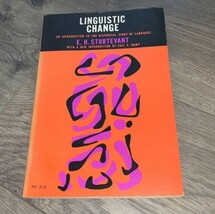 LINGUISTIC
CHANGE
AN INTRODUCTION TO THE HISTORICAL STUDY OF LANGUAGE
E. H. STURTEVANT
WITH A NEW INTRODUCTION BY ERIC P. HAMP